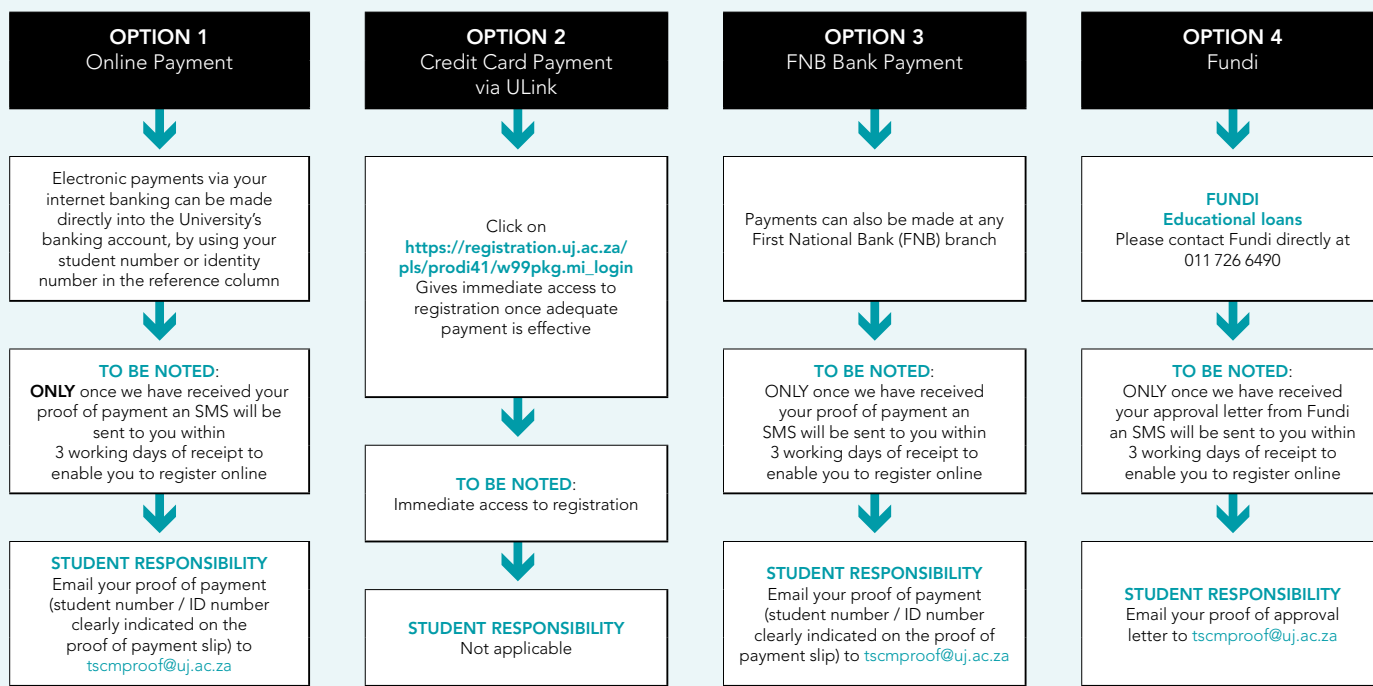 OPTION 1
Online Payment
Electronic payments via your
internet banking can be made
directly into the University’s
banking account, by using your
student number or identity
number in the reference column
TO BE NOTED:
ONLY once we have received your
proof of payment an SMS will be
sent to you within
3 working days of receipt to
enable you to register online
STUDENT RESPONSIBILITY
Email your proof of payment
(student number / ID number
clearly indicated on the
proof of payment slip) to
tscmproof@uj.ac.za
OPTION 2
Credit Card Payment
via ULink
Click on
https://registration.uj.ac.za/
pls/prodi41/w99pkg.mi_login
Gives immediate access to
registration once adequate
payment is effective
TO BE NOTED:
Immediate access to registration
STUDENT RESPONSIBILITY
Not applicable
OPTION 3
FNB Bank Payment
Payments can also be made at any
First National Bank (FNB) branch
TO BE NOTED:
ONLY once we have received
your proof of payment an
SMS will be sent to you within
3 working days of receipt to
enable you to register online
STUDENT RESPONSIBILITY
Email your proof of payment
(student number / ID number
clearly indicated on the proof of
payment slip) to tscmproof@uj.ac.za
OPTION 4
Fundi
FUNDI
Educational loans
Please contact Fundi directly at
011 726 6490
TO BE NOTED:
ONLY once we have received
your approval letter from Fundi
an SMS will be sent to you within
3 working days of receipt to
enable you to register online
STUDENT RESPONSIBILITY
Email your proof of approval
letter to tscmproof@uj.ac.za